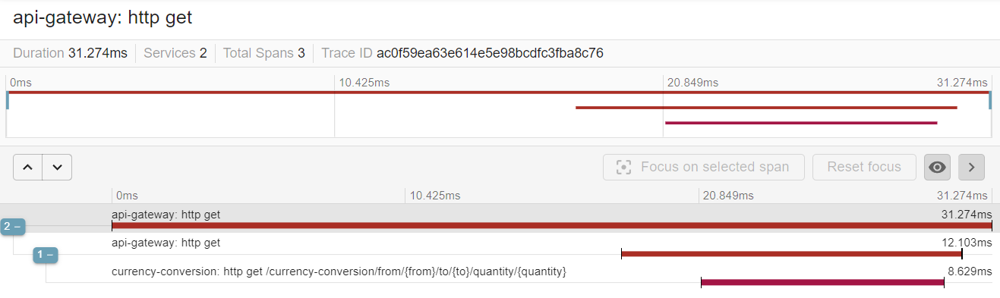 api-gateway: http get
Duration 31.274ms Services 2 Total Spans 3 Trace ID ac0f59ea63e614e5e98bcdfc3fba8c76
0ms 10.425ms 20.849ms 31.274ms
Focus on selected span Reset focus
0ms 10.425ms 20.849ms 31.274ms
api-gateway: http get 31.274ms
2 −
api-gateway: http get 12.103ms
1 −
currency-conversion: http get /currency-conversion/from/{from}/to/{to}/quantity/{quantity} 8.629ms